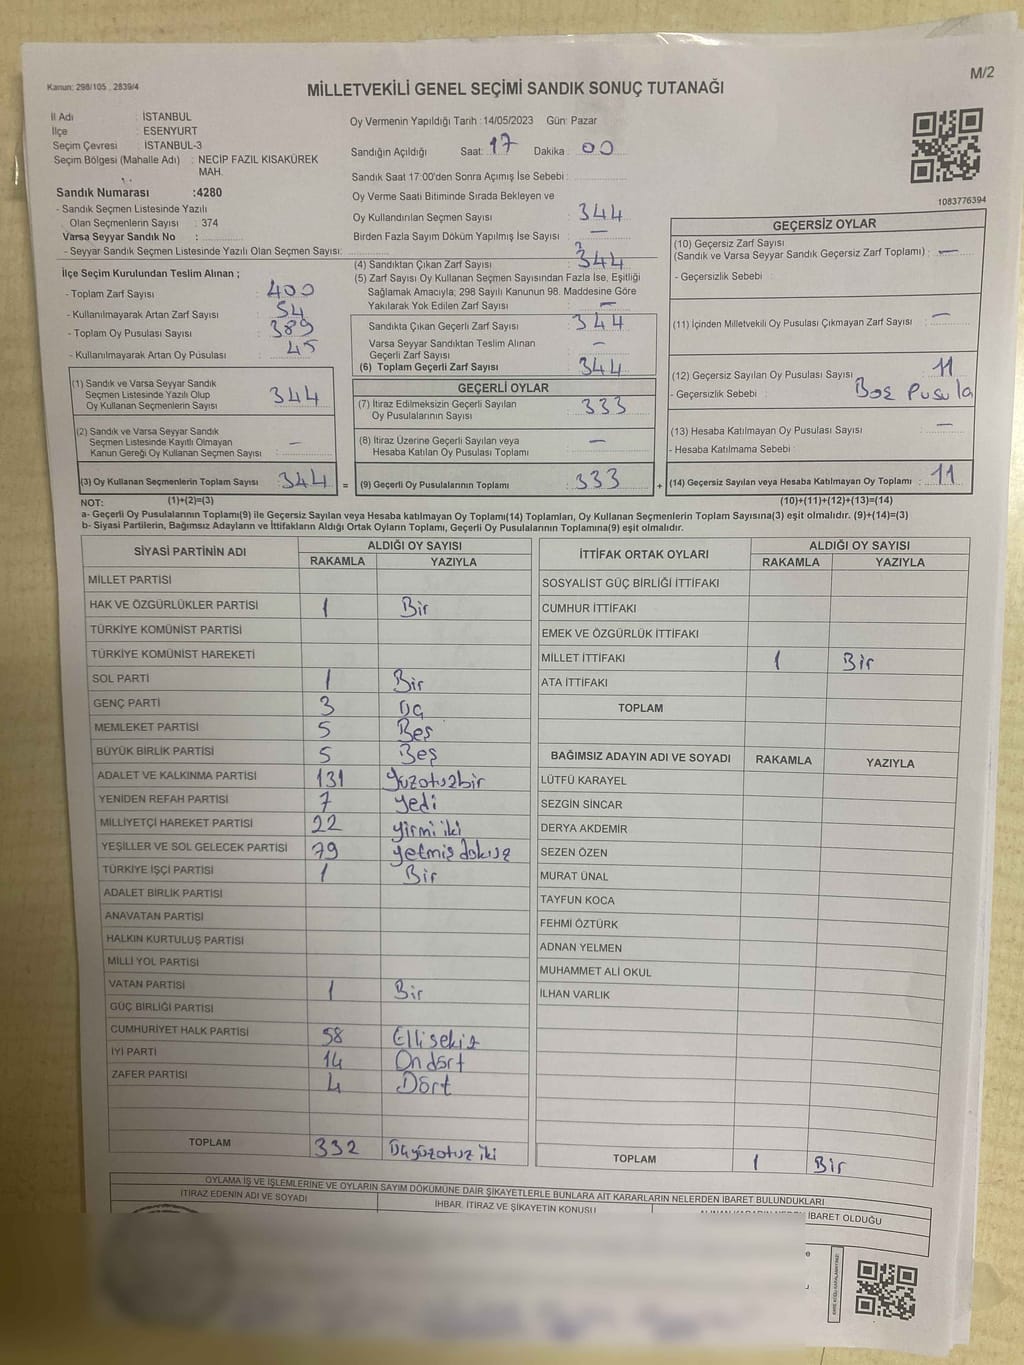 M/2
Kanun: 298/105 , 2839/4
MİLLETVEKİLİ GENEL SEÇİMİ SANDIK SONUÇ TUTANAĞI
İl Adı : İSTANBUL
İlçe : ESENYURT
Seçim Çevresi : İSTANBUL-3
Seçim Bölgesi (Mahalle Adı) : NECİP FAZIL KISAKÜREK MAH.
Sandık Numarası :4280
- Sandık Seçmen Listesinde Yazılı
Olan Seçmenlerin Sayısı : 374
Varsa Seyyar Sandık No :
- Seyyar Sandık Seçmen Listesinde Yazılı Olan Seçmen Sayısı:
İlçe Seçim Kurulundan Teslim Alınan ;
- Toplam Zarf Sayısı : 400
- Kullanılmayarak Artan Zarf Sayısı : 54
- Toplam Oy Pusulası Sayısı : 389
- Kullanılmayarak Artan Oy Pusulası : 45
(1) Sandık ve Varsa Seyyar Sandık
Seçmen Listesinde Yazılı Olup
Oy Kullanan Seçmenlerin Sayısı : 344
(2) Sandık ve Varsa Seyyar Sandık
Seçmen Listesinde Kayıtlı Olmayan
Kanun Gereği Oy Kullanan Seçmen Sayısı : —
(3) Oy Kullanan Seçmenlerin Toplam Sayısı : 344
Oy Vermenin Yapıldığı Tarih :14/05/2023 Gün: Pazar
Sandığın Açıldığı Saat: 17 Dakika : 00
Sandık Saat 17:00'den Sonra Açımış İse Sebebi :
Oy Verme Saati Bitiminde Sırada Bekleyen ve
Oy Kullandırılan Seçmen Sayısı : 344
Birden Fazla Sayım Döküm Yapılmış İse Sayısı : —
(4) Sandıktan Çıkan Zarf Sayısı : 344
(5) Zarf Sayısı Oy Kullanan Seçmen Sayısından Fazla İse, Eşitliği
Sağlamak Amacıyla, 298 Sayılı Kanunun 98. Maddesine Göre
Yakılarak Yok Edilen Zarf Sayısı : —
Sandıkta Çıkan Geçerli Zarf Sayısı : 344
Varsa Seyyar Sandıktan Teslim Alınan
Geçerli Zarf Sayısı : —
(6) Toplam Geçerli Zarf Sayısı : 344
GEÇERLİ OYLAR
(7) İtiraz Edilmeksizin Geçerli Sayılan
Oy Pusulalarının Sayısı : 333
(8) İtiraz Üzerine Geçerli Sayılan veya
Hesaba Katılan Oy Pusulası Toplamı : —
= (9) Geçerli Oy Pusulalarının Toplamı : 333
1083776394
GEÇERSİZ OYLAR
(10) Geçersiz Zarf Sayısı
(Sandık ve Varsa Seyyar Sandık Geçersiz Zarf Toplamı) : —
- Geçersizlik Sebebi :
(11) İçinden Milletvekili Oy Pusulası Çıkmayan Zarf Sayısı : —
(12) Geçersiz Sayılan Oy Pusulası Sayısı : 11
- Geçersizlik Sebebi : Boş Pusula
(13) Hesaba Katılmayan Oy Pusulası Sayısı : —
- Hesaba Katılmama Sebebi :
+ (14) Geçersiz Sayılan veya Hesaba Katılmayan Oy Toplamı : 11
NOT: (1)+(2)=(3) (10)+(11)+(12)+(13)=(14)
a- Geçerli Oy Pusulalarının Toplamı(9) ile Geçersiz Sayılan veya Hesaba katılmayan Oy Toplamı(14) Toplamları, Oy Kullanan Seçmenlerin Toplam Sayısına(3) eşit olmalıdır. (9)+(14)=(3)
b- Siyasi Partilerin, Bağımsız Adayların ve İttifakların Aldığı Ortak Oyların Toplamı, Geçerli Oy Pusulalarının Toplamına(9) eşit olmalıdır.
SİYASİ PARTİNİN ADI ALDIĞI OY SAYISI
RAKAMLA YAZIYLA
MİLLET PARTİSİ
HAK VE ÖZGÜRLÜKLER PARTİSİ 1 Bir
TÜRKİYE KOMÜNİST PARTİSİ
TÜRKİYE KOMÜNİST HAREKETİ
SOL PARTİ 1 Bir
GENÇ PARTİ 3 Üç
MEMLEKET PARTİSİ 5 Beş
BÜYÜK BİRLİK PARTİSİ 5 Beş
ADALET VE KALKINMA PARTİSİ 131 Yüzotuzbir
YENİDEN REFAH PARTİSİ 7 Yedi
MİLLİYETÇİ HAREKET PARTİSİ 22 yirmi iki
YEŞİLLER VE SOL GELECEK PARTİSİ 79 yetmiş dokuz
TÜRKİYE İŞÇİ PARTİSİ 1 Bir
ADALET BİRLİK PARTİSİ
ANAVATAN PARTİSİ
HALKIN KURTULUŞ PARTİSİ
MİLLİ YOL PARTİSİ
VATAN PARTİSİ 1 Bir
GÜÇ BİRLİĞİ PARTİSİ
CUMHURİYET HALK PARTİSİ 58 Ellisekiz
İYİ PARTİ 14 Ondört
ZAFER PARTİSİ 4 Dört
TOPLAM 332 Üçyüzotuz iki
İTTİFAK ORTAK OYLARI ALDIĞI OY SAYISI
RAKAMLA YAZIYLA
SOSYALİST GÜÇ BİRLİĞİ İTTİFAKI
CUMHUR İTTİFAKI
EMEK VE ÖZGÜRLÜK İTTİFAKI
MİLLET İTTİFAKI 1 Bir
ATA İTTİFAKI
TOPLAM
BAĞIMSIZ ADAYIN ADI VE SOYADI RAKAMLA YAZIYLA
LÜTFÜ KARAYEL
SEZGİN SİNCAR
DERYA AKDEMİR
SEZEN ÖZEN
MURAT ÜNAL
TAYFUN KOCA
FEHMİ ÖZTÜRK
ADNAN YELMEN
MUHAMMET ALİ OKUL
İLHAN VARLIK
TOPLAM 1 Bir
OYLAMA İŞ VE İŞLEMLERİNE VE OYLARIN SAYIM DÖKÜMÜNE DAİR ŞİKAYETLERLE BUNLARA AİT KARARLARIN NELERDEN İBARET BULUNDUKLARI
İTİRAZ EDENİN ADI VE SOYADI İHBAR, İTİRAZ VE ŞİKAYETİN KONUSU İBARET OLDUĞU